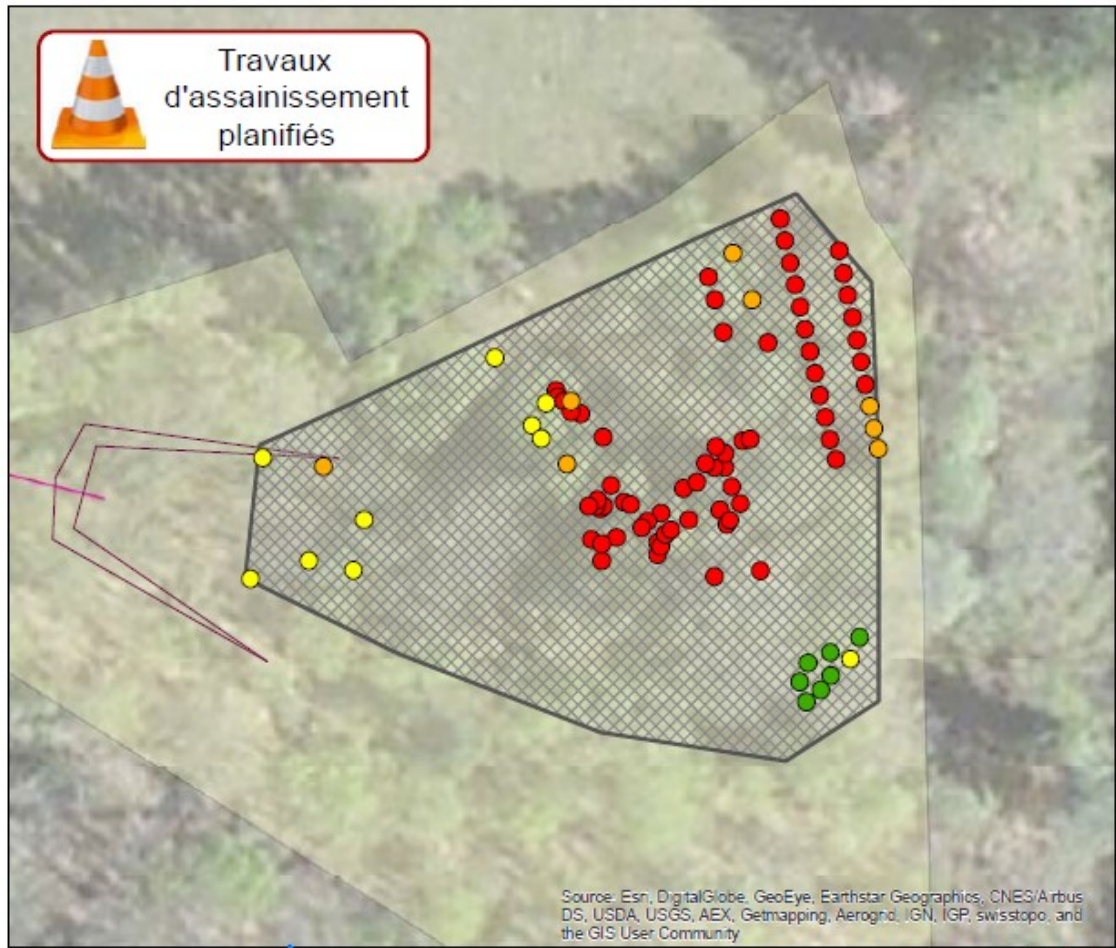 Travaux
d'assainissement
planifiés
Source: Esri, DigitalGlobe, GeoEye, Earthstar Geographics, CNES/Airbus
DS, USDA, USGS, AEX, Getmapping, Aerogrid, IGN, IGP, swisstopo, and
the GIS User Community